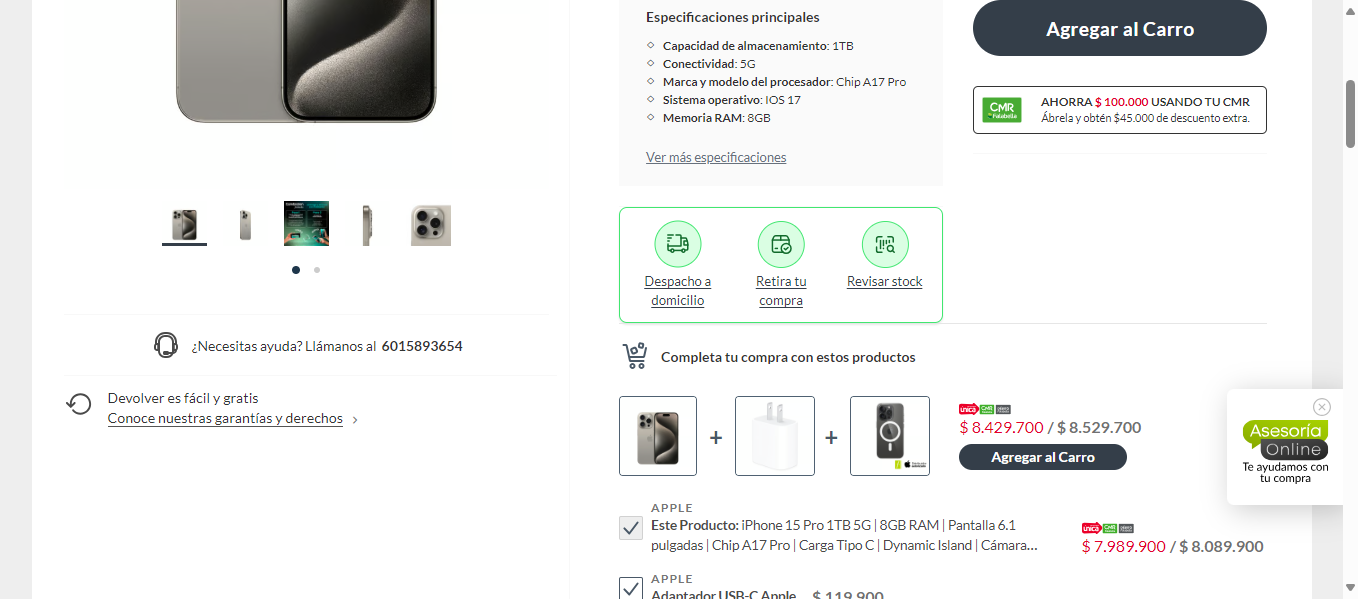 Especificaciones principales
Capacidad de almacenamiento: 1TB
Conectividad: 5G
Marca y modelo del procesador: Chip A17 Pro
Sistema operativo: IOS 17
Memoria RAM: 8GB
Ver más especificaciones
Agregar al Carro
CMR
Falabella
AHORRA $ 100.000 USANDO TU CMR
Ábrela y obtén $45.000 de descuento extra.
Despacho a
domicilio
Retira tu
compra
Revisar stock
¿Necesitas ayuda? Llámanos al 6015893654
Devolver es fácil y gratis
Conoce nuestras garantías y derechos
Completa tu compra con estos productos
+
+
única CMR
$ 8.429.700 / $ 8.529.700
Agregar al Carro
APPLE
Este Producto: iPhone 15 Pro 1TB 5G | 8GB RAM | Pantalla 6.1
pulgadas | Chip A17 Pro | Carga Tipo C | Dynamic Island | Cámara...
única CMR
$ 7.989.900 / $ 8.089.900
APPLE
Adaptador USB-C Apple
$ 119.900
Asesoría
Online
Te ayudamos con
tu compra